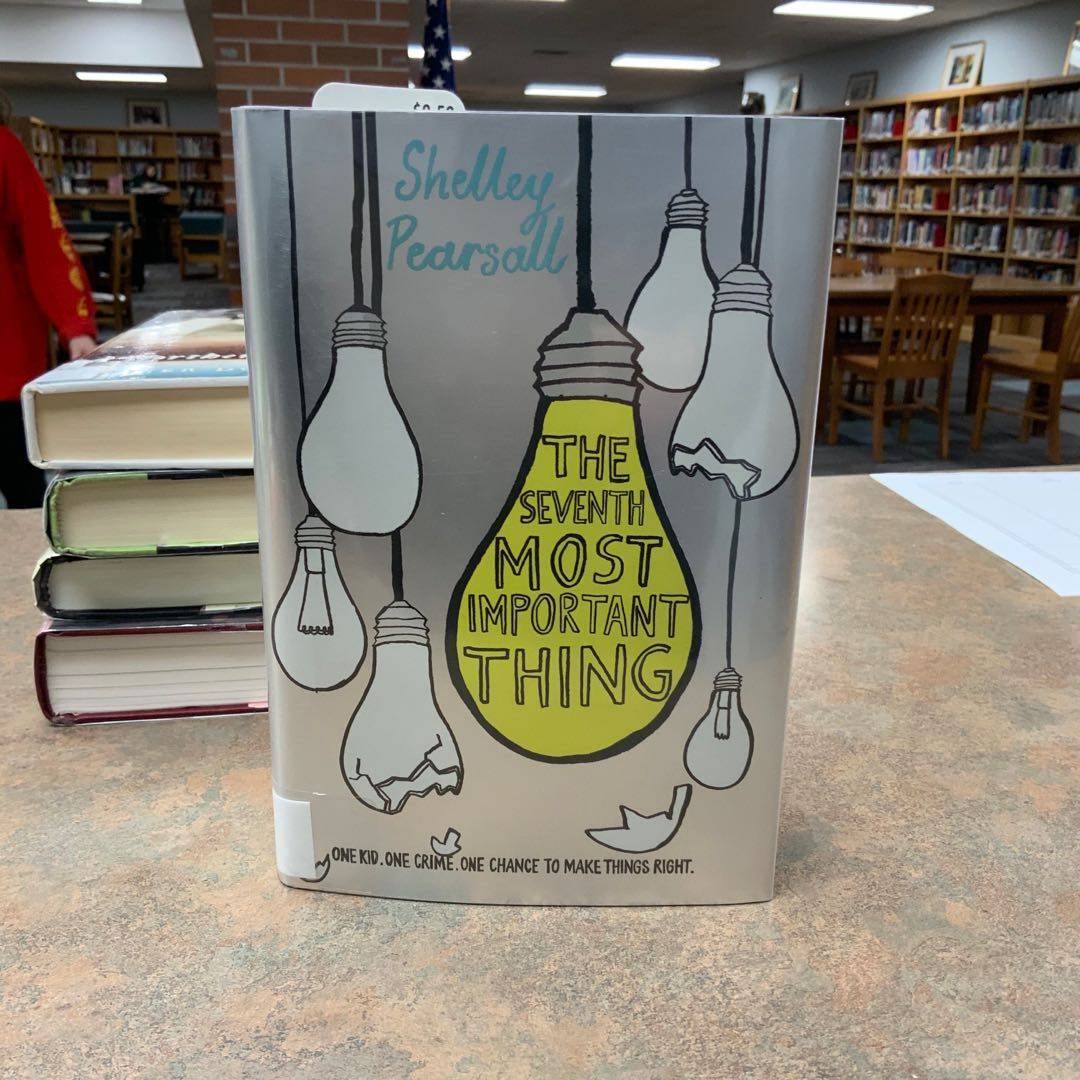 Shelley
Pearsall
THE
SEVENTH
MOST
IMPORTANT
THING
ONE KID. ONE CRIME. ONE CHANCE TO MAKE THINGS RIGHT.